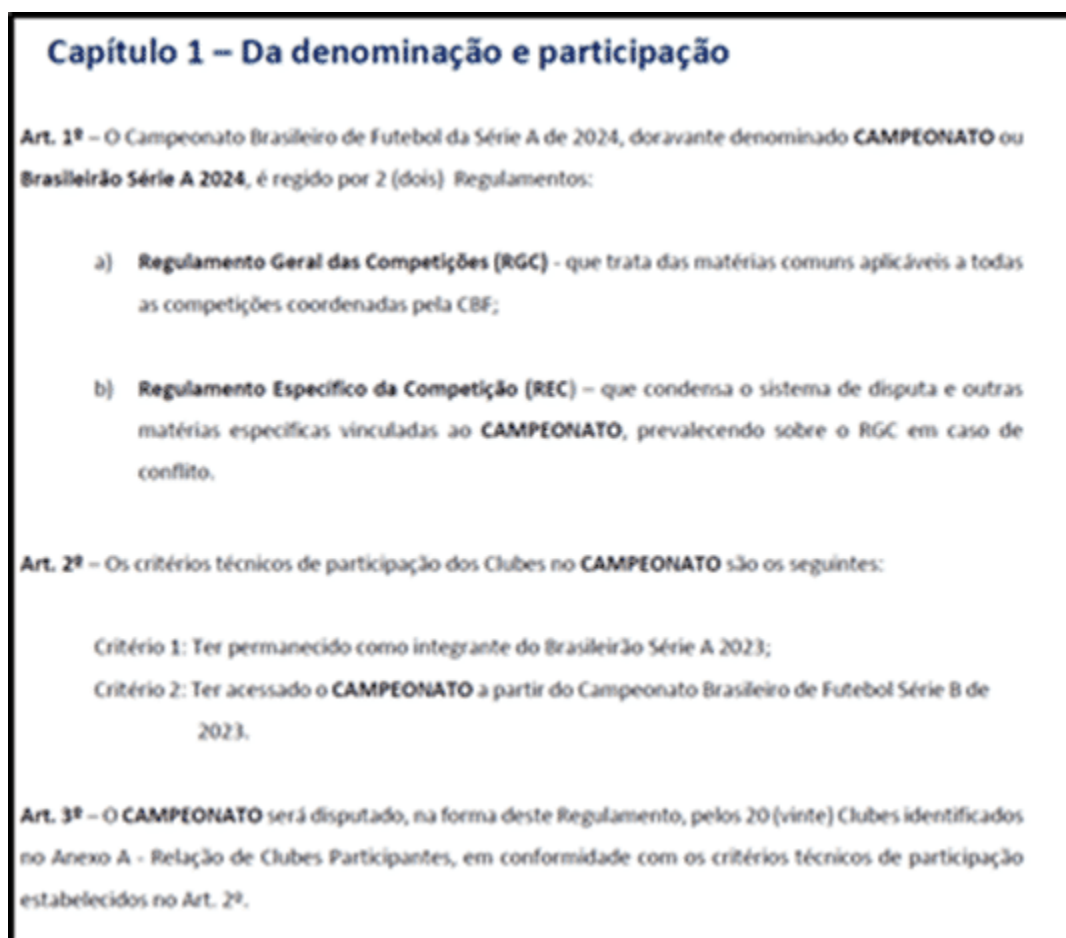 Capítulo 1 – Da denominação e participação
Art. 1º – O Campeonato Brasileiro de Futebol da Série A de 2024, doravante denominado CAMPEONATO ou
Brasileirão Série A 2024, é regido por 2 (dois) Regulamentos:
a) Regulamento Geral das Competições (RGC) - que trata das matérias comuns aplicáveis a todas
as competições coordenadas pela CBF;
b) Regulamento Específico da Competição (REC) – que condensa o sistema de disputa e outras
matérias específicas vinculadas ao CAMPEONATO, prevalecendo sobre o RGC em caso de
conflito.
Art. 2º – Os critérios técnicos de participação dos Clubes no CAMPEONATO são os seguintes:
Critério 1: Ter permanecido como integrante do Brasileirão Série A 2023;
Critério 2: Ter acessado o CAMPEONATO a partir do Campeonato Brasileiro de Futebol Série B de
2023.
Art. 3º – O CAMPEONATO será disputado, na forma deste Regulamento, pelos 20 (vinte) Clubes identificados
no Anexo A - Relação de Clubes Participantes, em conformidade com os critérios técnicos de participação
estabelecidos no Art. 2º.